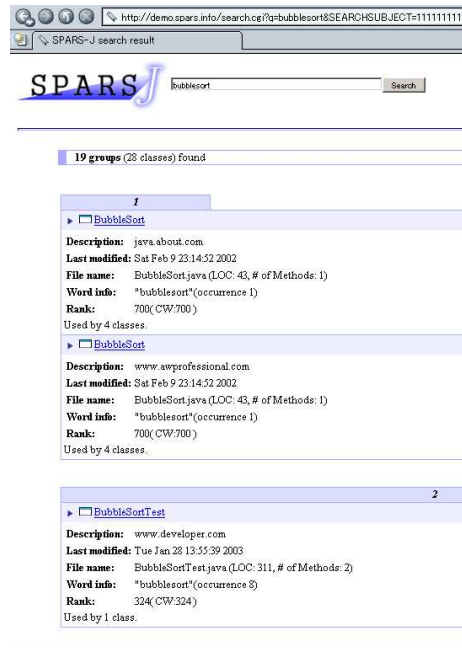 http://demo.spars.info/search.cgi?q=bubblesort&SEARCHSUBJECT=111111111
SPARS-J search result
SPARS J
bubblesort Search
19 groups (28 classes) found
1
BubbleSort
Description: java.about.com
Last modified: Sat Feb 9 23:14:52 2002
File name: BubbleSort.java (LOC: 43, # of Methods: 1)
Word info: "bubblesort"(occurrence 1)
Rank: 700( CW:700 )
Used by 4 classes.
BubbleSort
Description: www.awprofessional.com
Last modified: Sat Feb 9 23:14:52 2002
File name: BubbleSort.java (LOC: 43, # of Methods: 1)
Word info: "bubblesort"(occurrence 1)
Rank: 700( CW:700 )
Used by 4 classes.
2
BubbleSortTest
Description: www.developer.com
Last modified: Tue Jan 28 13:55:39 2003
File name: BubbleSortTest.java (LOC: 311, # of Methods: 2)
Word info: "bubblesort"(occurrence 8)
Rank: 324( CW:324 )
Used by 1 class.